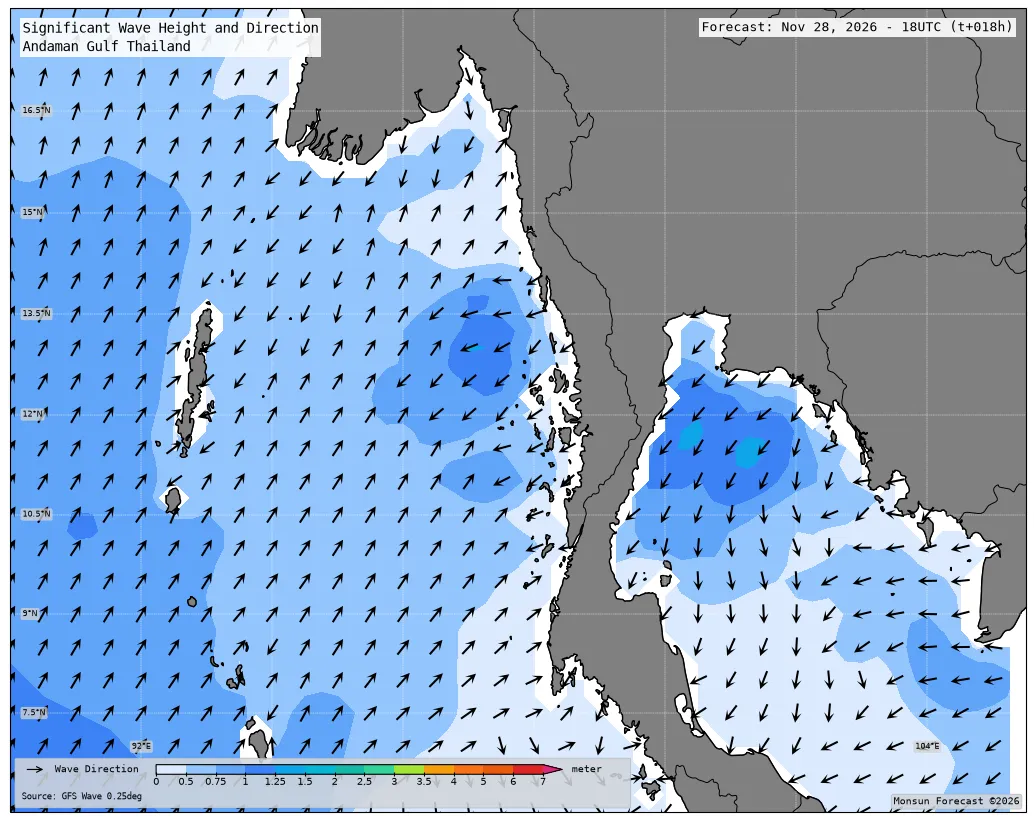 Significant Wave Height and Direction
Andaman Gulf Thailand
Forecast: Nov 28, 2026 - 18UTC (t+018h)
16.5°N
15°N
13.5°N
12°N
10.5°N
9°N
7.5°N
92°E
104°E
Wave Direction
0 0.5 0.75 1 1.25 1.5 2 2.5 3 3.5 4 5 6 7
meter
Source: GFS Wave 0.25deg
Monsun Forecast ©2026